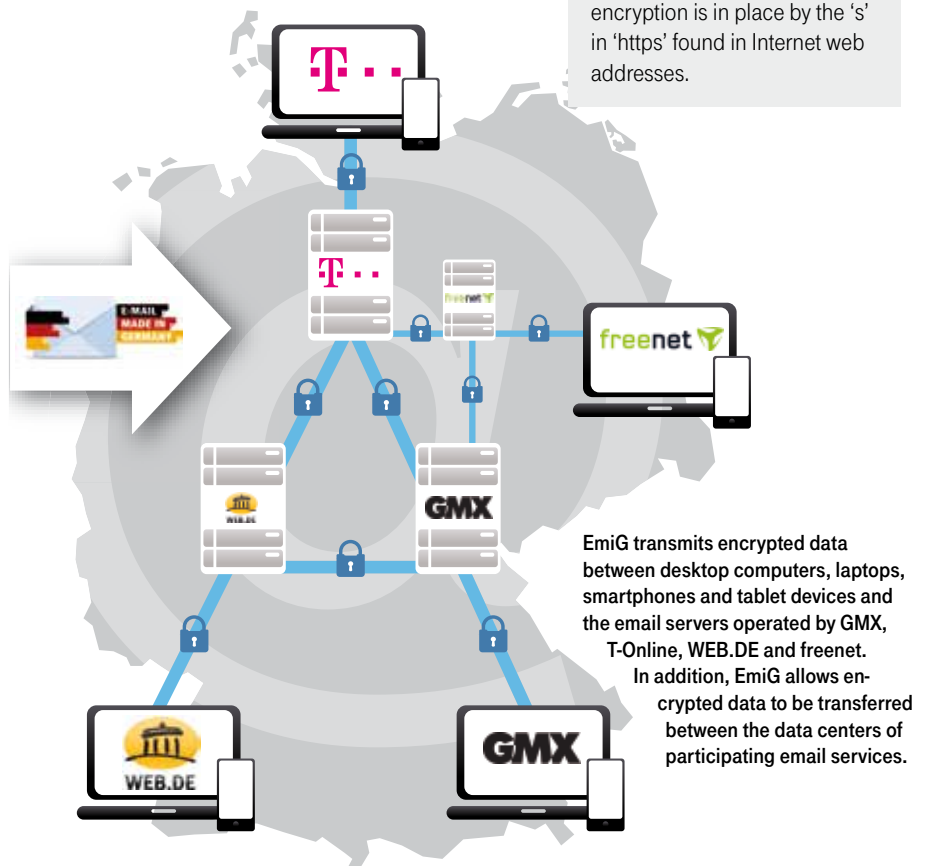 encryption is in place by the ‘s’
in ‘https’ found in Internet web
addresses.
T
T
freenet
freenet
E-MAIL
MADE IN
GERMANY
WEB.DE
GMX
EmiG transmits encrypted data
between desktop computers, laptops,
smartphones and tablet devices and
the email servers operated by GMX,
T-Online, WEB.DE and freenet.
In addition, EmiG allows en-
crypted data to be transferred
between the data centers of
participating email services.
WEB.DE
GMX